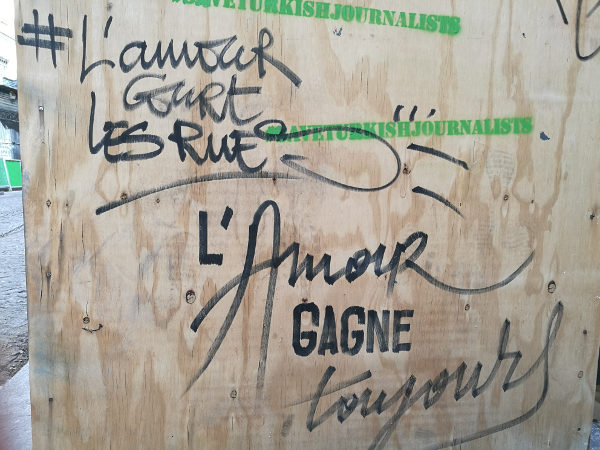 #SAVETURKISHJOURNALISTS
#L'amour
Court
LES RUES
#SAVETURKISHJOURNALISTS
L'Amour
GAGNE
toujours